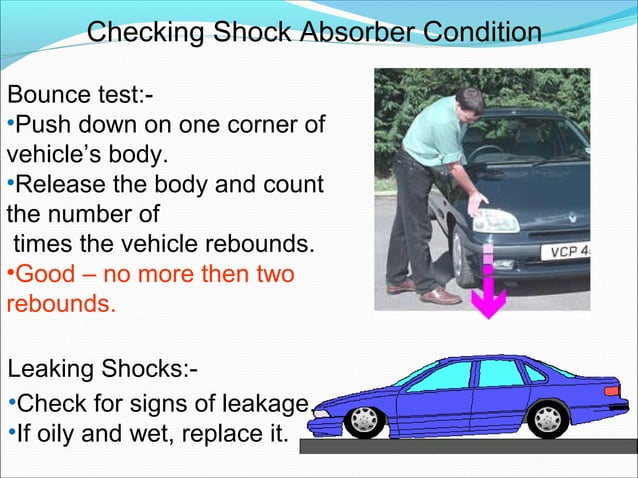 Checking Shock Absorber Condition
Bounce test:-
•Push down on one corner of
vehicle’s body.
•Release the body and count
the number of
times the vehicle rebounds.
•Good – no more then two
rebounds.
VCP 4
Leaking Shocks:-
•Check for signs of leakage.
•If oily and wet, replace it.